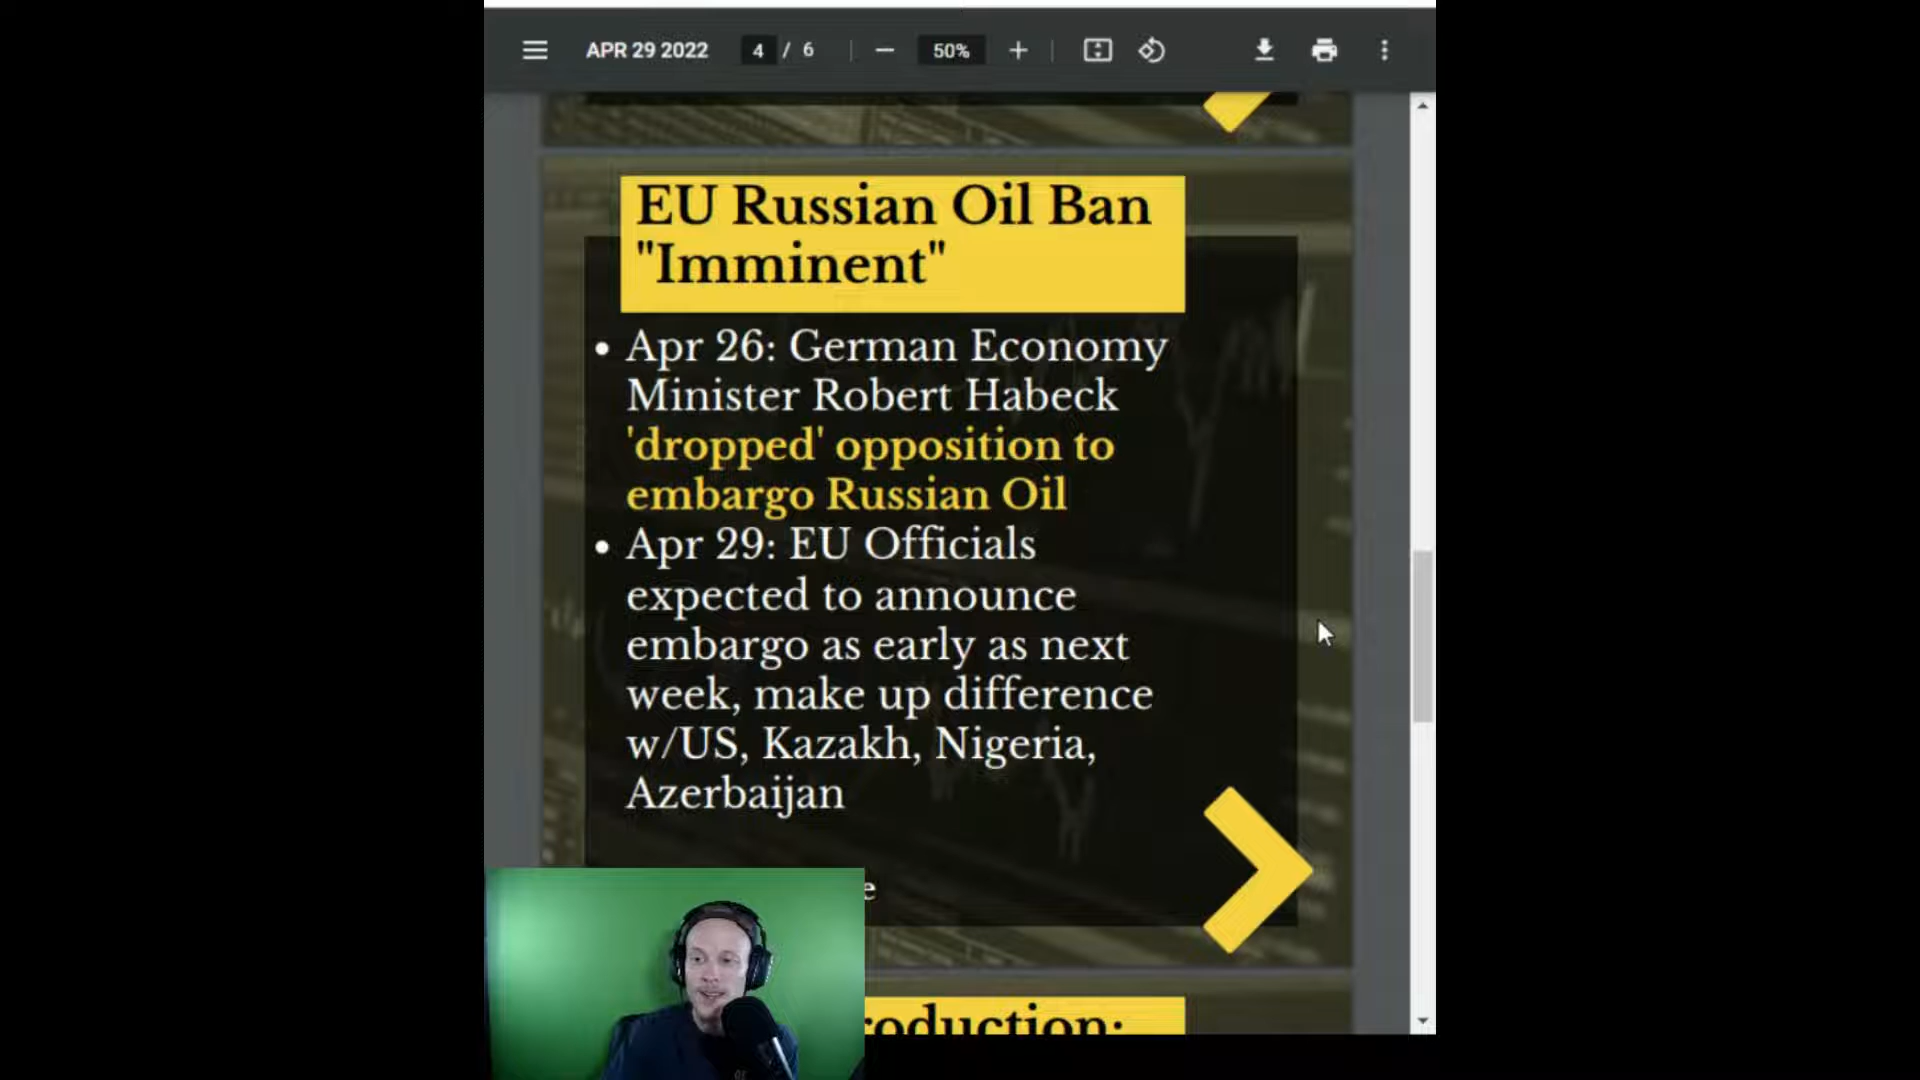 APR 29 2022 4 / 6 50%
EU Russian Oil Ban
"Imminent"
• Apr 26: German Economy
Minister Robert Habeck
'dropped' opposition to
embargo Russian Oil
• Apr 29: EU Officials
expected to announce
embargo as early as next
week, make up difference
w/US, Kazakh, Nigeria,
Azerbaijan
e
roduction: